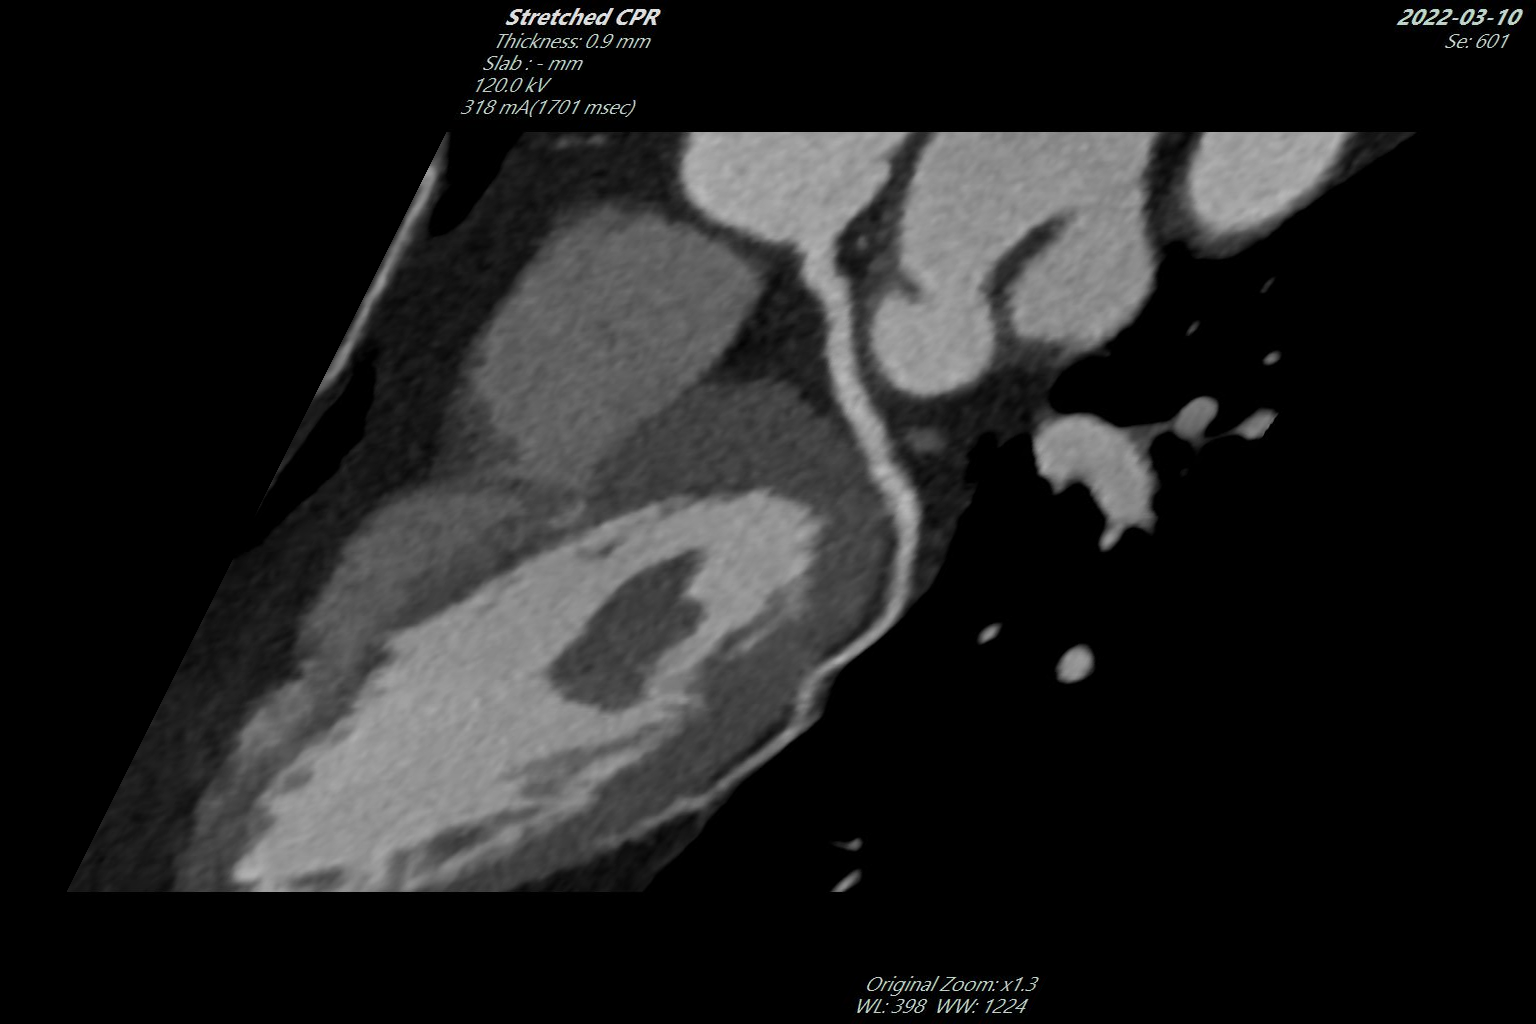 Stretched CPR
Thickness: 0.9 mm
Slab : - mm
120.0 kV
318 mA(1701 msec)
2022-03-10
Se: 601
Original Zoom: x1.3
WL: 398 WW: 1224